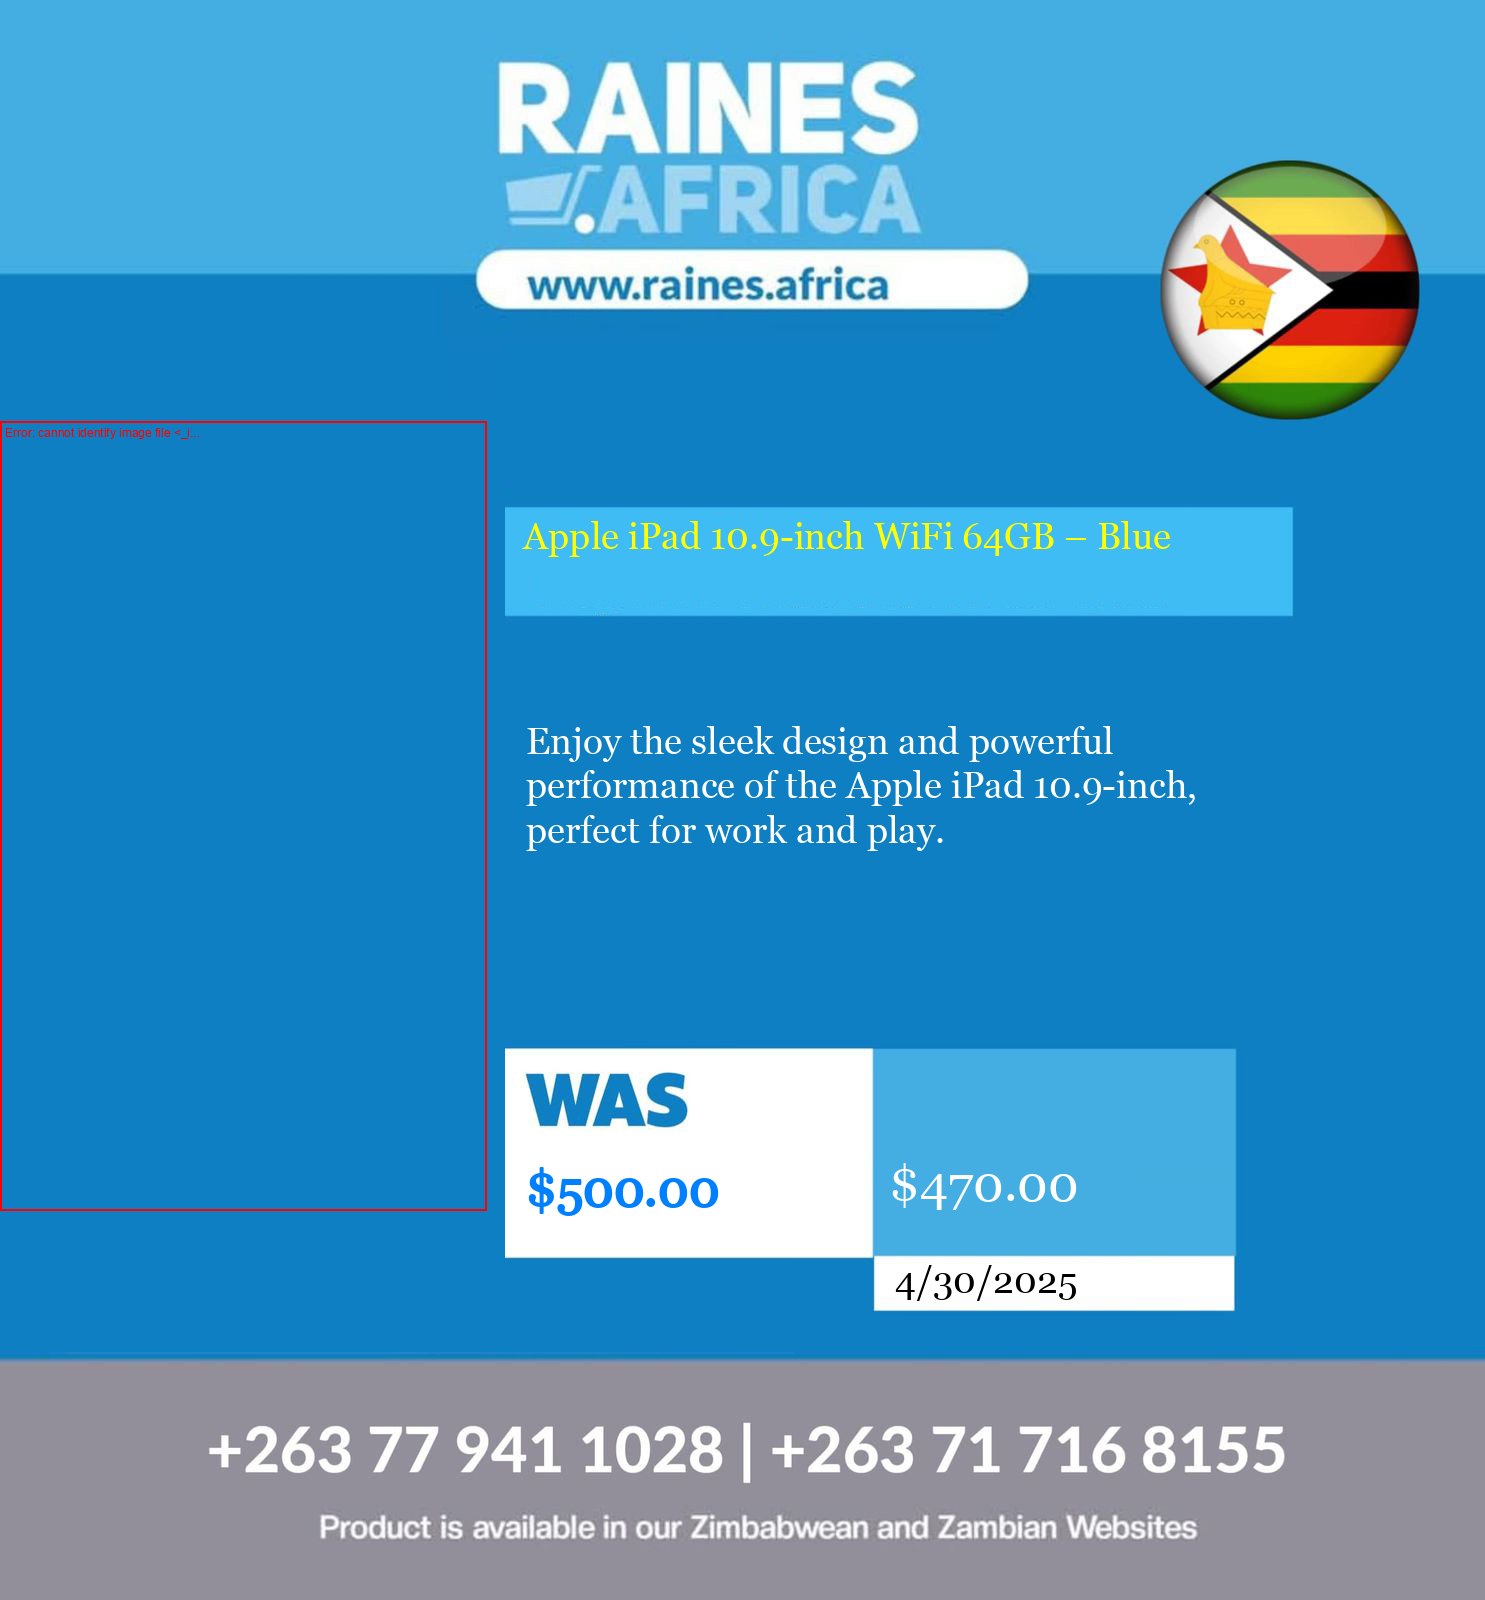 RAINES
.AFRICA
www.raines.africa
Error: cannot identify image file <_i...
Apple iPad 10.9-inch WiFi 64GB – Blue
Enjoy the sleek design and powerful
performance of the Apple iPad 10.9-inch,
perfect for work and play.
WAS
$500.00
$470.00
4/30/2025
+263 77 941 1028 | +263 71 716 8155
Product is available in our Zimbabwean and Zambian Websites